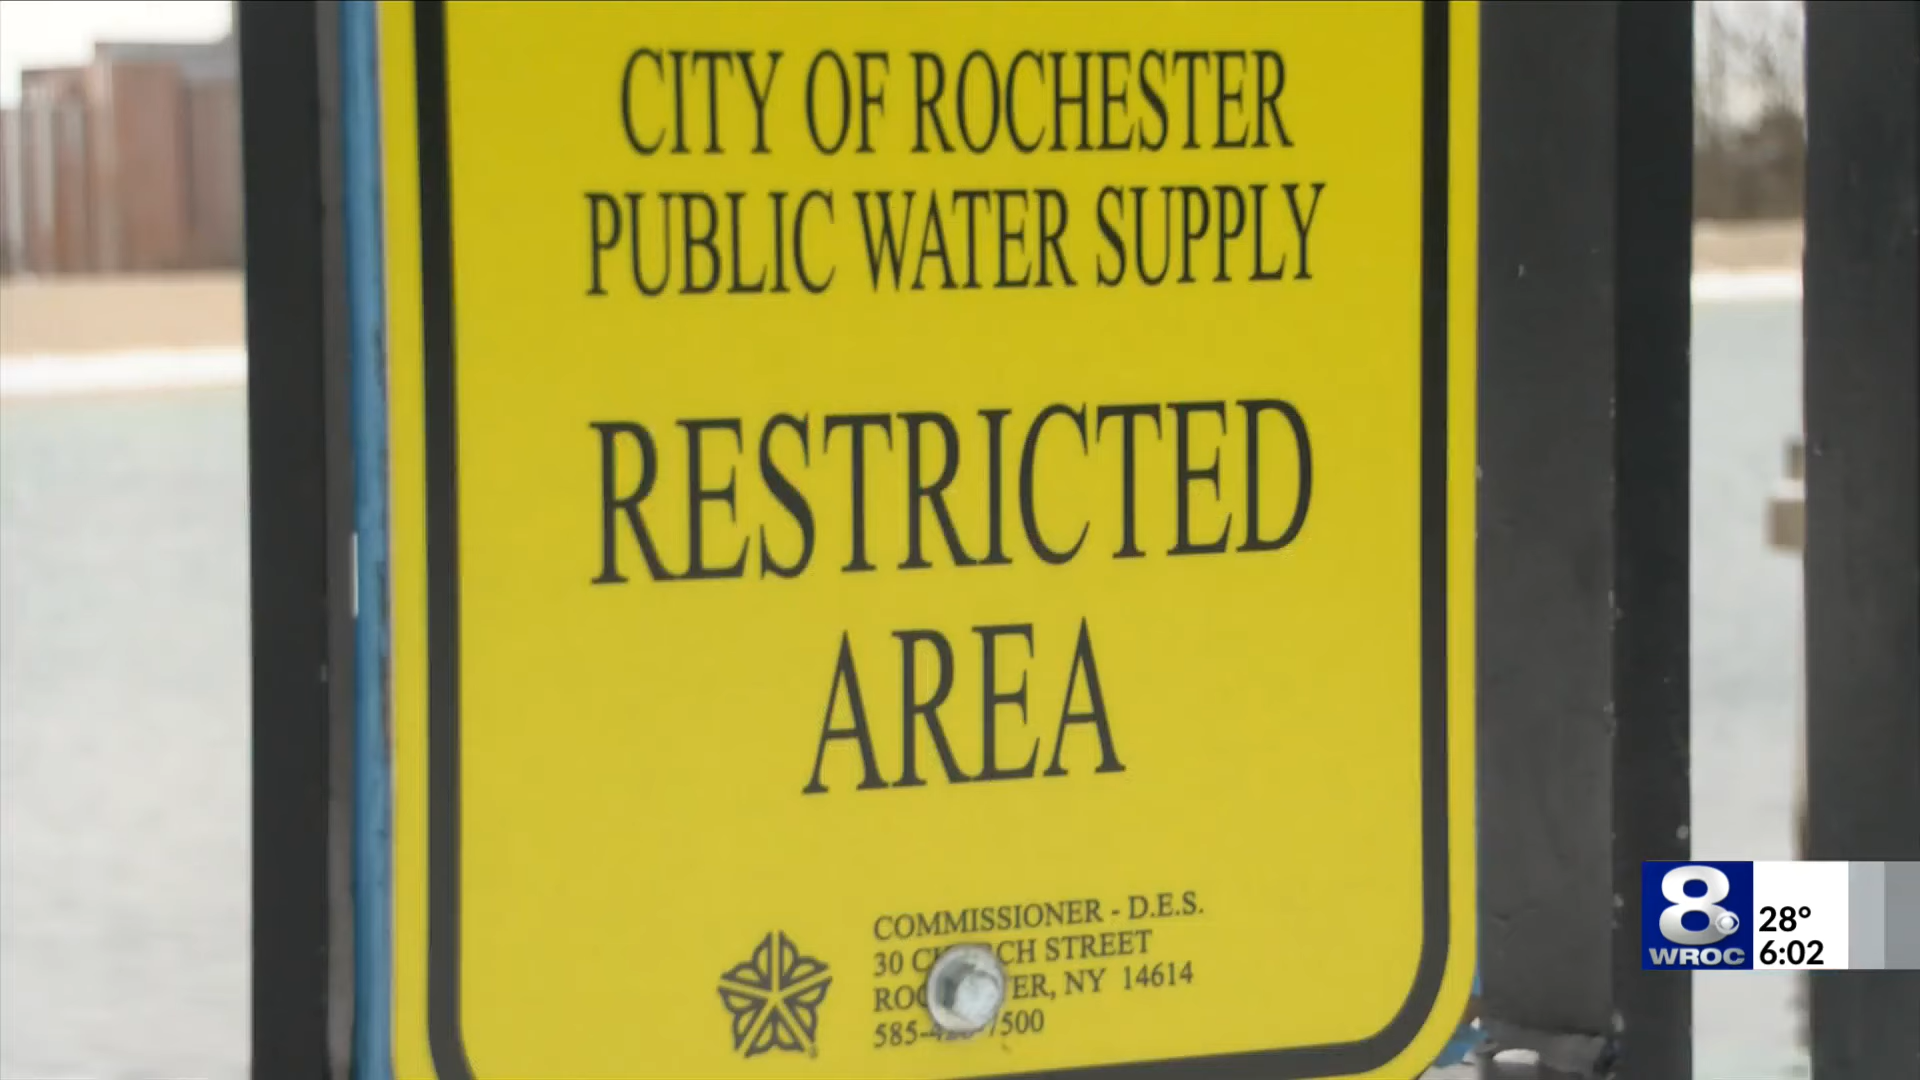 CITY OF ROCHESTER
PUBLIC WATER SUPPLY
RESTRICTED
AREA
COMMISSIONER - D.E.S.
30 STREET
NY 14614
8
WROC
28°
6:02